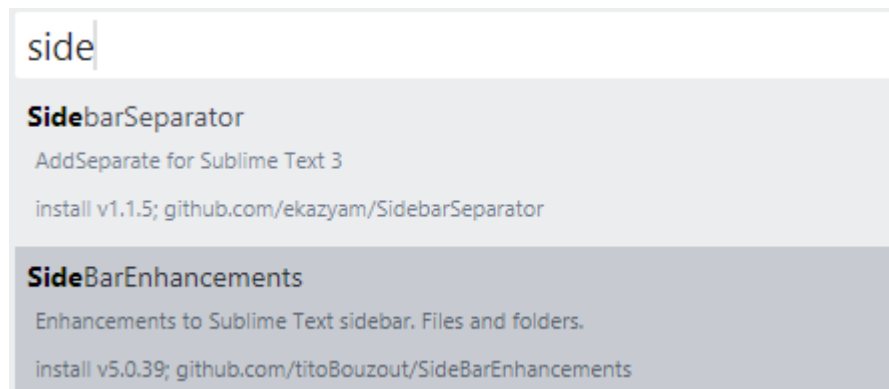 side
SidebarSeparator
AddSeparate for Sublime Text 3
install v1.1.5; github.com/ekazyam/SidebarSeparator
SideBarEnhancements
Enhancements to Sublime Text sidebar. Files and folders.
install v5.0.39; github.com/titoBouzout/SideBarEnhancements